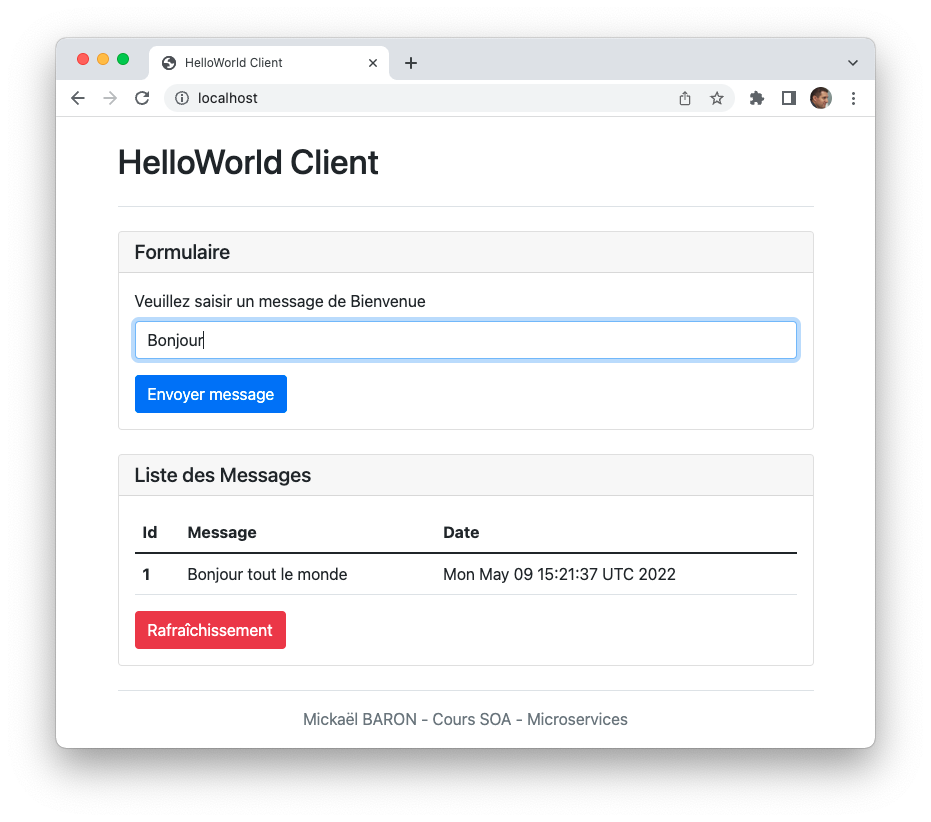 HelloWorld Client
localhost
HelloWorld Client
Formulaire
Veuillez saisir un message de Bienvenue
Bonjour
Envoyer message
Liste des Messages
Id Message Date
1 Bonjour tout le monde Mon May 09 15:21:37 UTC 2022
Rafraîchissement
Mickaël BARON - Cours SOA - Microservices